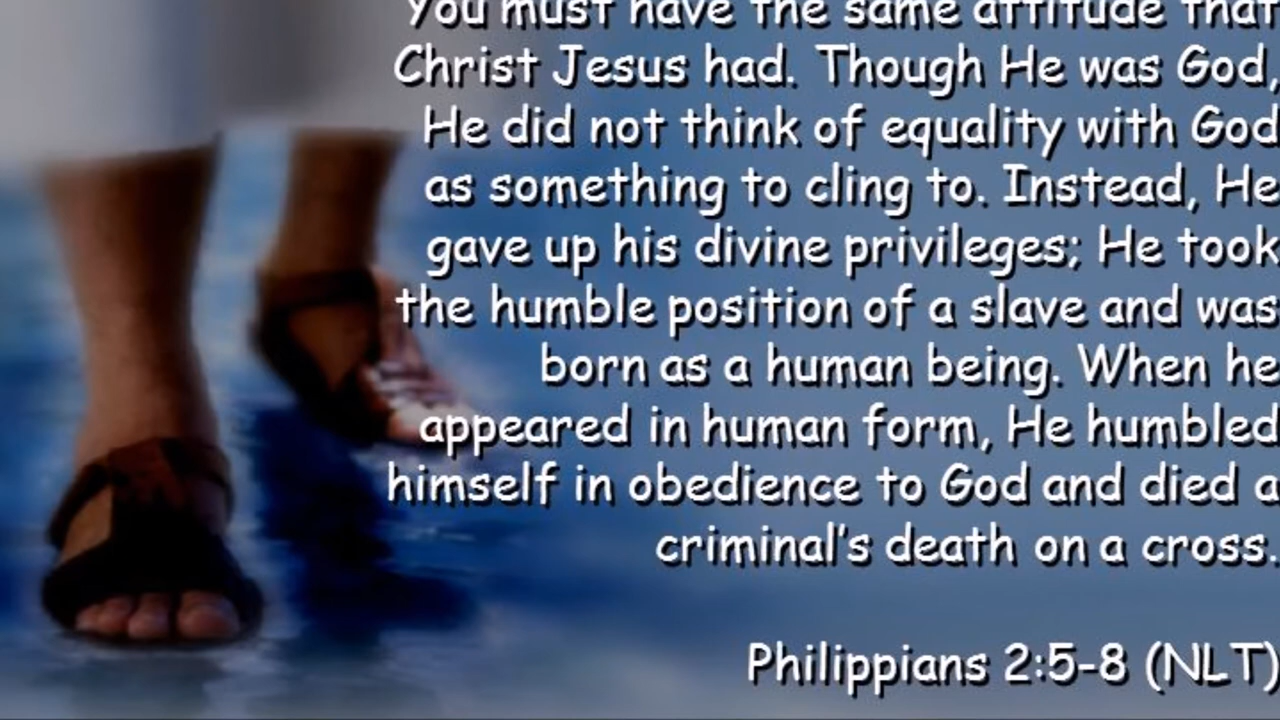 You must have the same attitude that
Christ Jesus had. Though He was God,
He did not think of equality with God
as something to cling to. Instead, He
gave up his divine privileges; He took
the humble position of a slave and was
born as a human being. When he
appeared in human form, He humbled
himself in obedience to God and died a
criminal's death on a cross.
Philippians 2:5-8 (NLT)